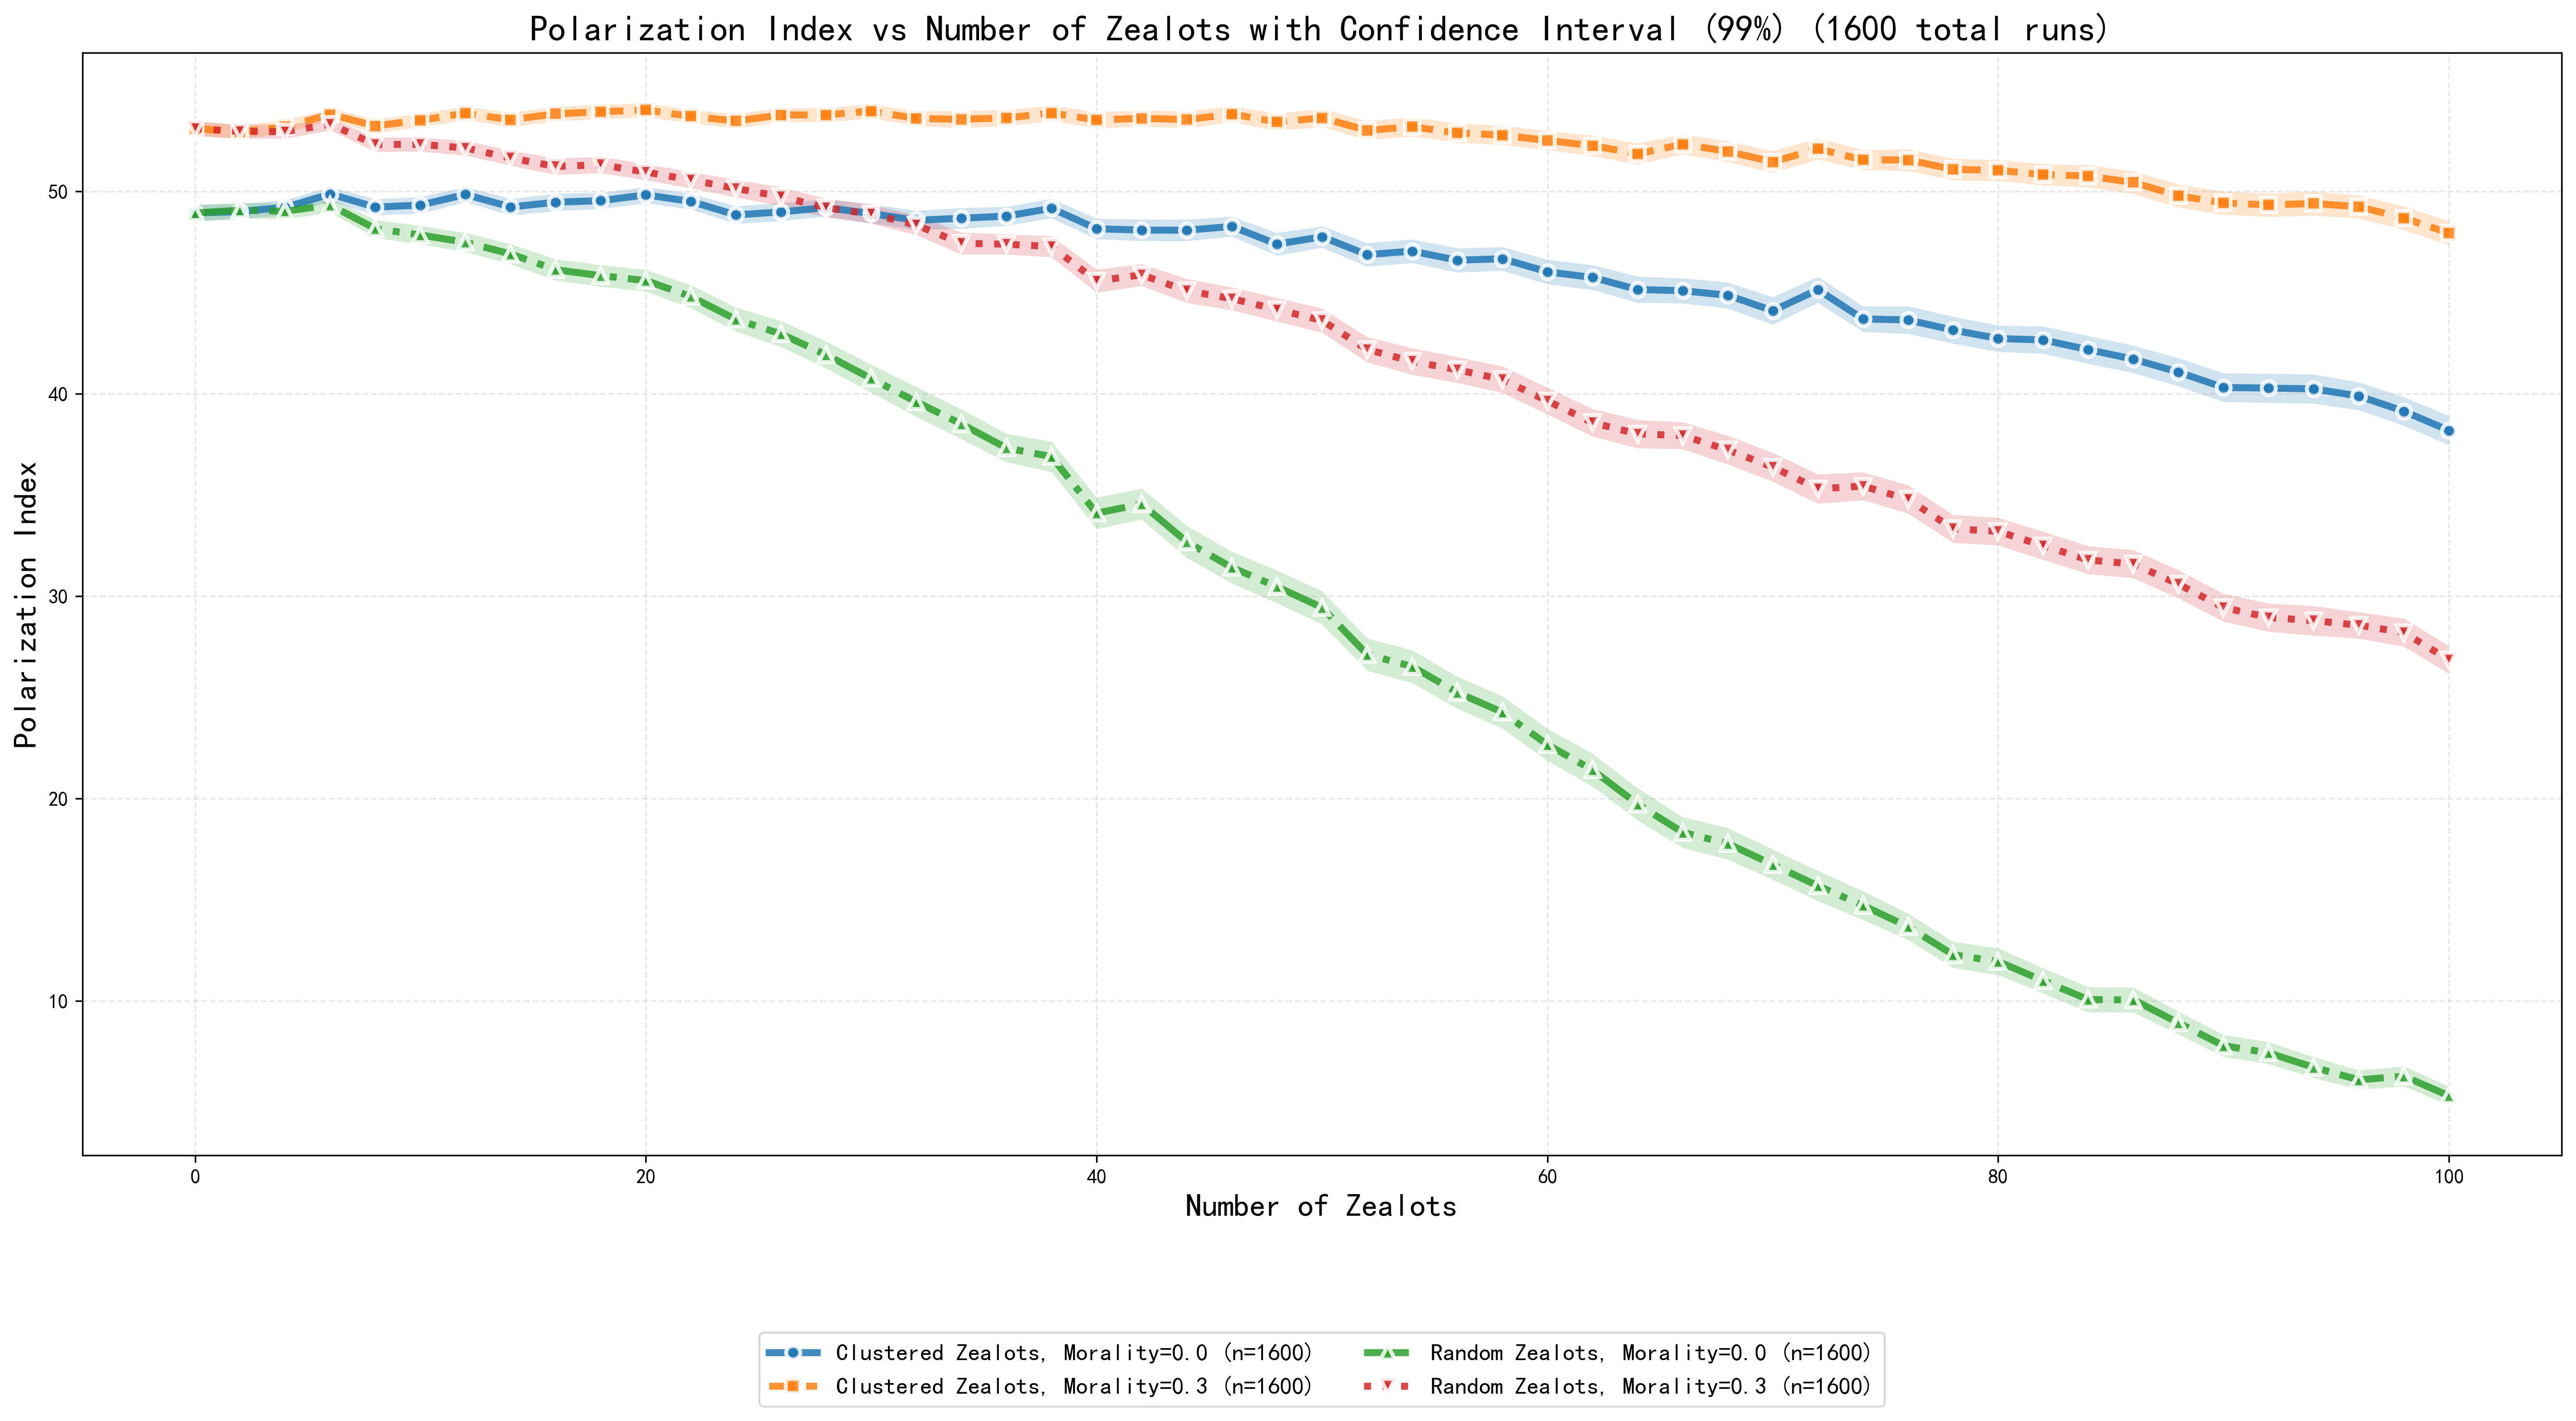 Polarization Index vs Number of Zealots with Confidence Interval (99%) (1600 total runs)
Polarization Index
50
40
30
20
10
0
20
40
60
80
100
Number of Zealots
Clustered Zealots, Morality=0.0 (n=1600)
Clustered Zealots, Morality=0.3 (n=1600)
Random Zealots, Morality=0.0 (n=1600)
Random Zealots, Morality=0.3 (n=1600)